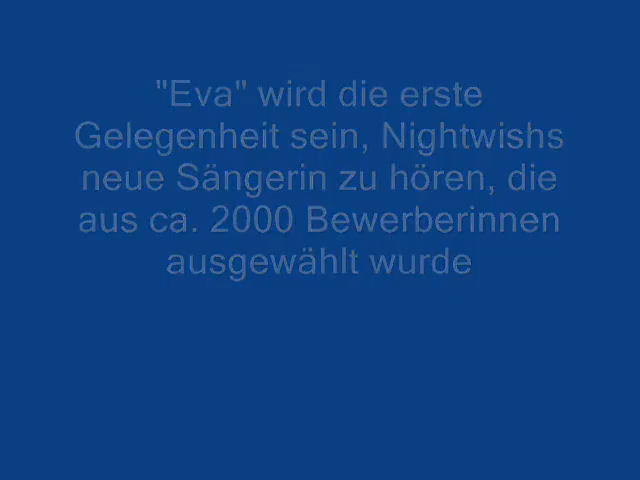 "Eva" wird die erste
Gelegenheit sein, Nightwishs
neue Sängerin zu hören, die
aus ca. 2000 Bewerberinnen
ausgewählt wurde